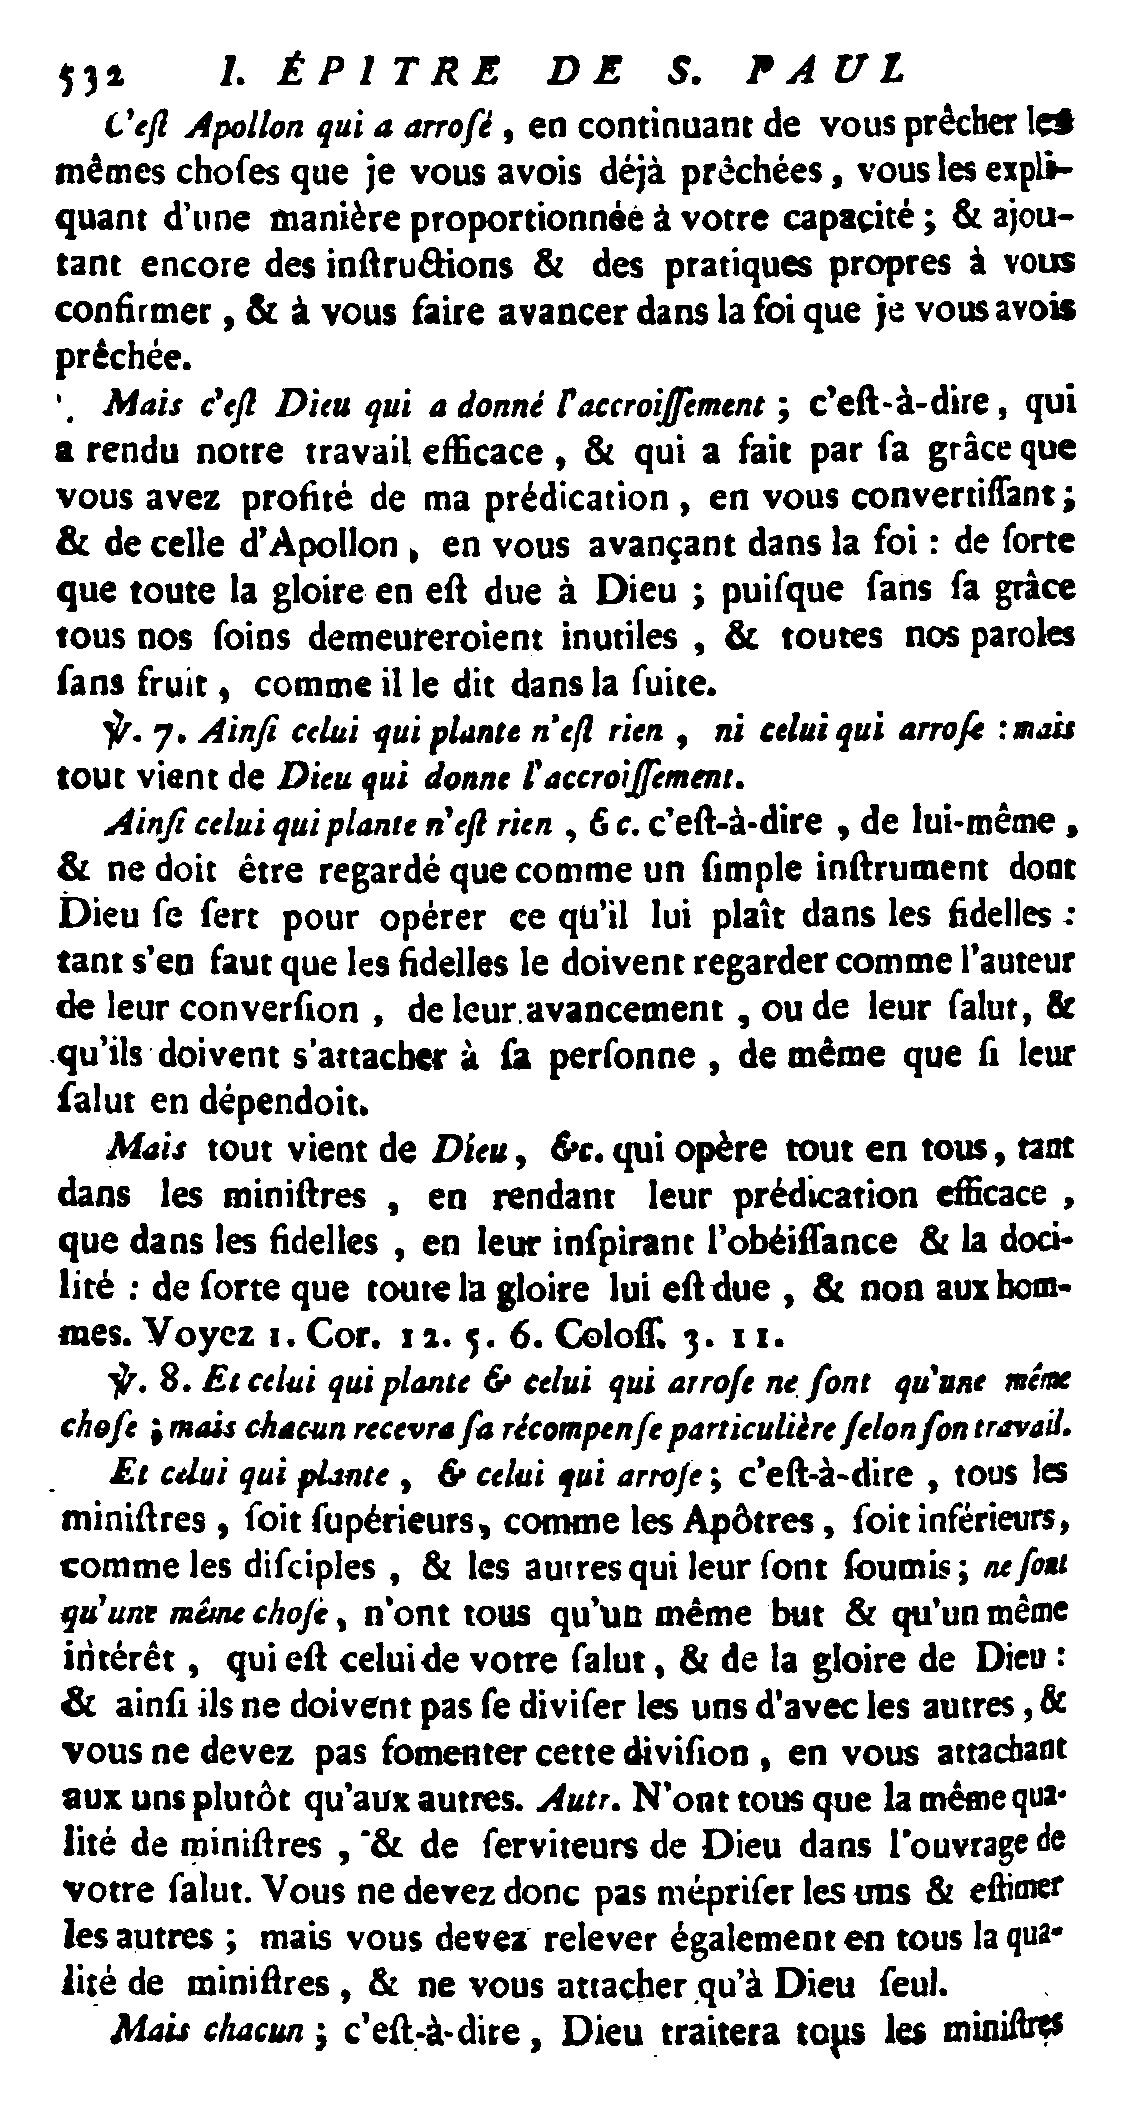 532 I. ÉPITRE DE S. PAUL
C'eſt Apollon qui a arroſé, en continuant de vous prêcher les
mêmes choſes que je vous avois déjà prêchées, vous les expli-
quant d'une manière proportionnée à votre capacité; & ajou-
tant encore des inſtructions & des pratiques propres à vous
confirmer, & à vous faire avancer dans la foi que je vous avois
prêchée.
Mais c'eſt Dieu qui a donné l'accroiſſement; c'eſt-à-dire, qui
a rendu notre travail efficace, & qui a fait par ſa grâce que
vous avez profité de ma prédication, en vous convertiſſant;
& de celle d'Apollon, en vous avançant dans la foi : de ſorte
que toute la gloire en eſt due à Dieu ; puiſque ſans ſa grâce
tous nos ſoins demeureroient inutiles, & toutes nos paroles
ſans fruit, comme il le dit dans la ſuite.
℣. 7. Ainſi celui qui plante n'eſt rien, ni celui qui arroſe : mais
tout vient de Dieu qui donne l'accroiſſement.
Ainſi celui qui plante n'eſt rien, &c. c'eſt-à-dire, de lui-même,
& ne doit être regardé que comme un ſimple inſtrument dont
Dieu ſe ſert pour opérer ce qu'il lui plaît dans les fidelles :
tant s'en faut que les fidelles le doivent regarder comme l'auteur
de leur converſion, de leur avancement, ou de leur ſalut, &
qu'ils doivent s'attacher à ſa perſonne, de même que ſi leur
ſalut en dépendoit.
Mais tout vient de Dieu, &c. qui opère tout en tous, tant
dans les miniſtres, en rendant leur prédication efficace,
que dans les fidelles, en leur inſpirant l'obéiſſance & la doci-
lité : de ſorte que toute la gloire lui eſt due, & non aux hom-
mes. Voyez 1. Cor. 12. 5. 6. Coloſſ. 3. 11.
℣. 8. Et celui qui plante & celui qui arroſe ne ſont qu'une même
choſe ; mais chacun recevra ſa récompenſe particulière ſelon ſon travail.
Et celui qui plante, & celui qui arroſe; c'eſt-à-dire, tous les
miniſtres, ſoit ſupérieurs, comme les Apôtres, ſoit inférieurs,
comme les diſciples, & les autres qui leur ſont ſoumis; ne ſont
qu'une même choſe, n'ont tous qu'un même but & qu'un même
intérêt, qui eſt celui de votre ſalut, & de la gloire de Dieu :
& ainſi ils ne doivent pas ſe diviſer les uns d'avec les autres, &
vous ne devez pas fomenter cette diviſion, en vous attachant
aux uns plutôt qu'aux autres. Autr. N'ont tous que la même qua-
lité de miniſtres, & de ſerviteurs de Dieu dans l'ouvrage de
votre ſalut. Vous ne devez donc pas mépriſer les uns & eſtimer
les autres ; mais vous devez relever également en tous la qua-
lité de miniſtres, & ne vous attacher qu'à Dieu ſeul.
Mais chacun ; c'eſt-à-dire, Dieu traitera tous les miniſtres